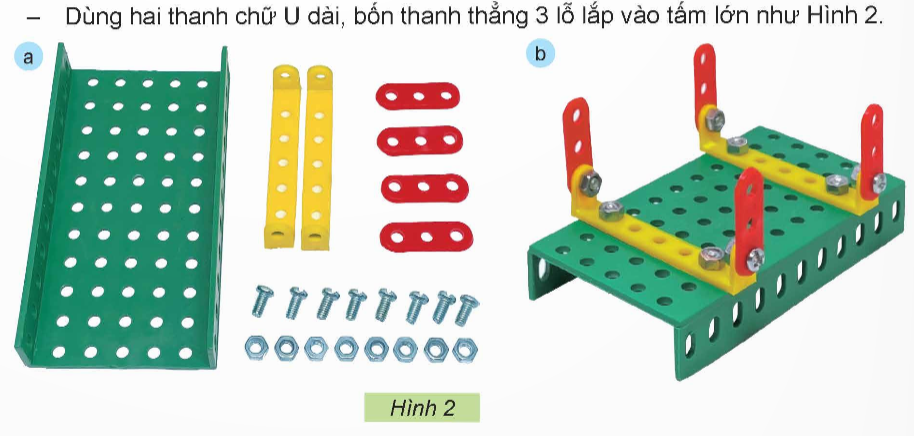 – Dùng hai thanh chữ U dài, bốn thanh thẳng 3 lỗ lắp vào tấm lớn như Hình 2.
a
b
Hình 2